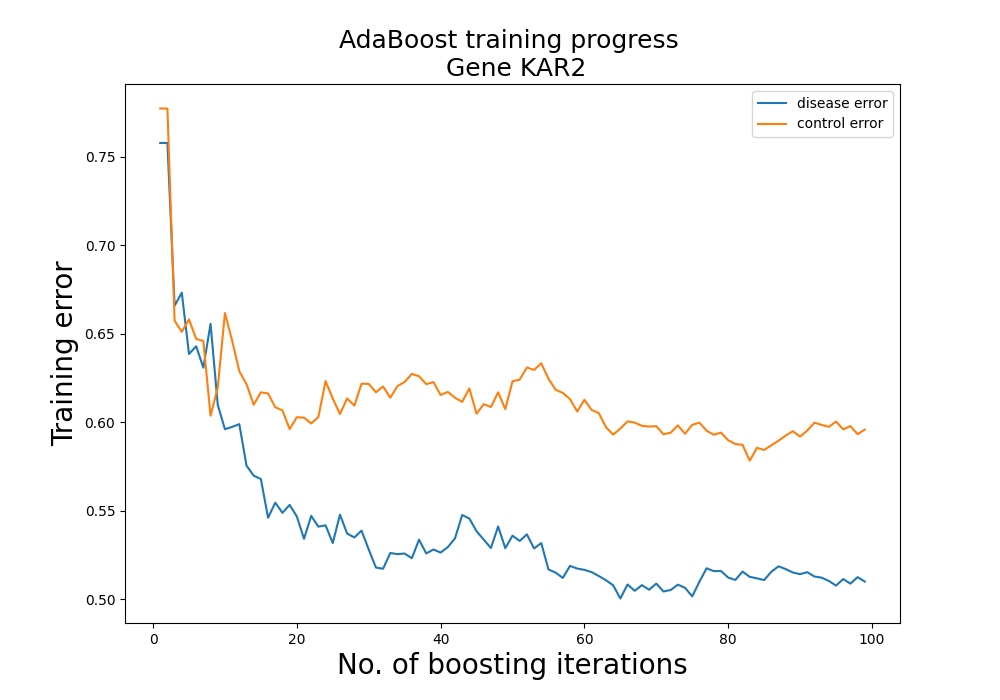 AdaBoost training progress
Gene KAR2
disease error
control error
Training error
0.75
0.70
0.65
0.60
0.55
0.50
0
20
40
60
80
100
No. of boosting iterations